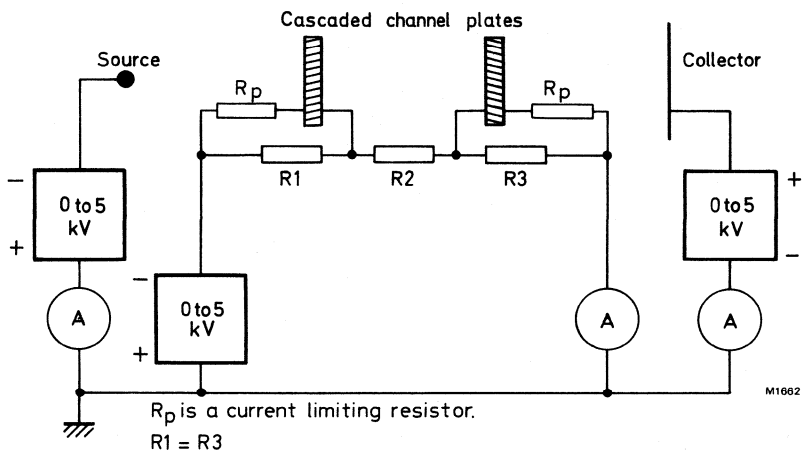 Cascaded channel plates
Source
Collector
Rp
Rp
R1
R2
R3
−
0 to 5
kV
+
−
0 to 5
kV
+
+
0 to 5
kV
−
A
A
A
M1662
Rp is a current limiting resistor.
R1 = R3